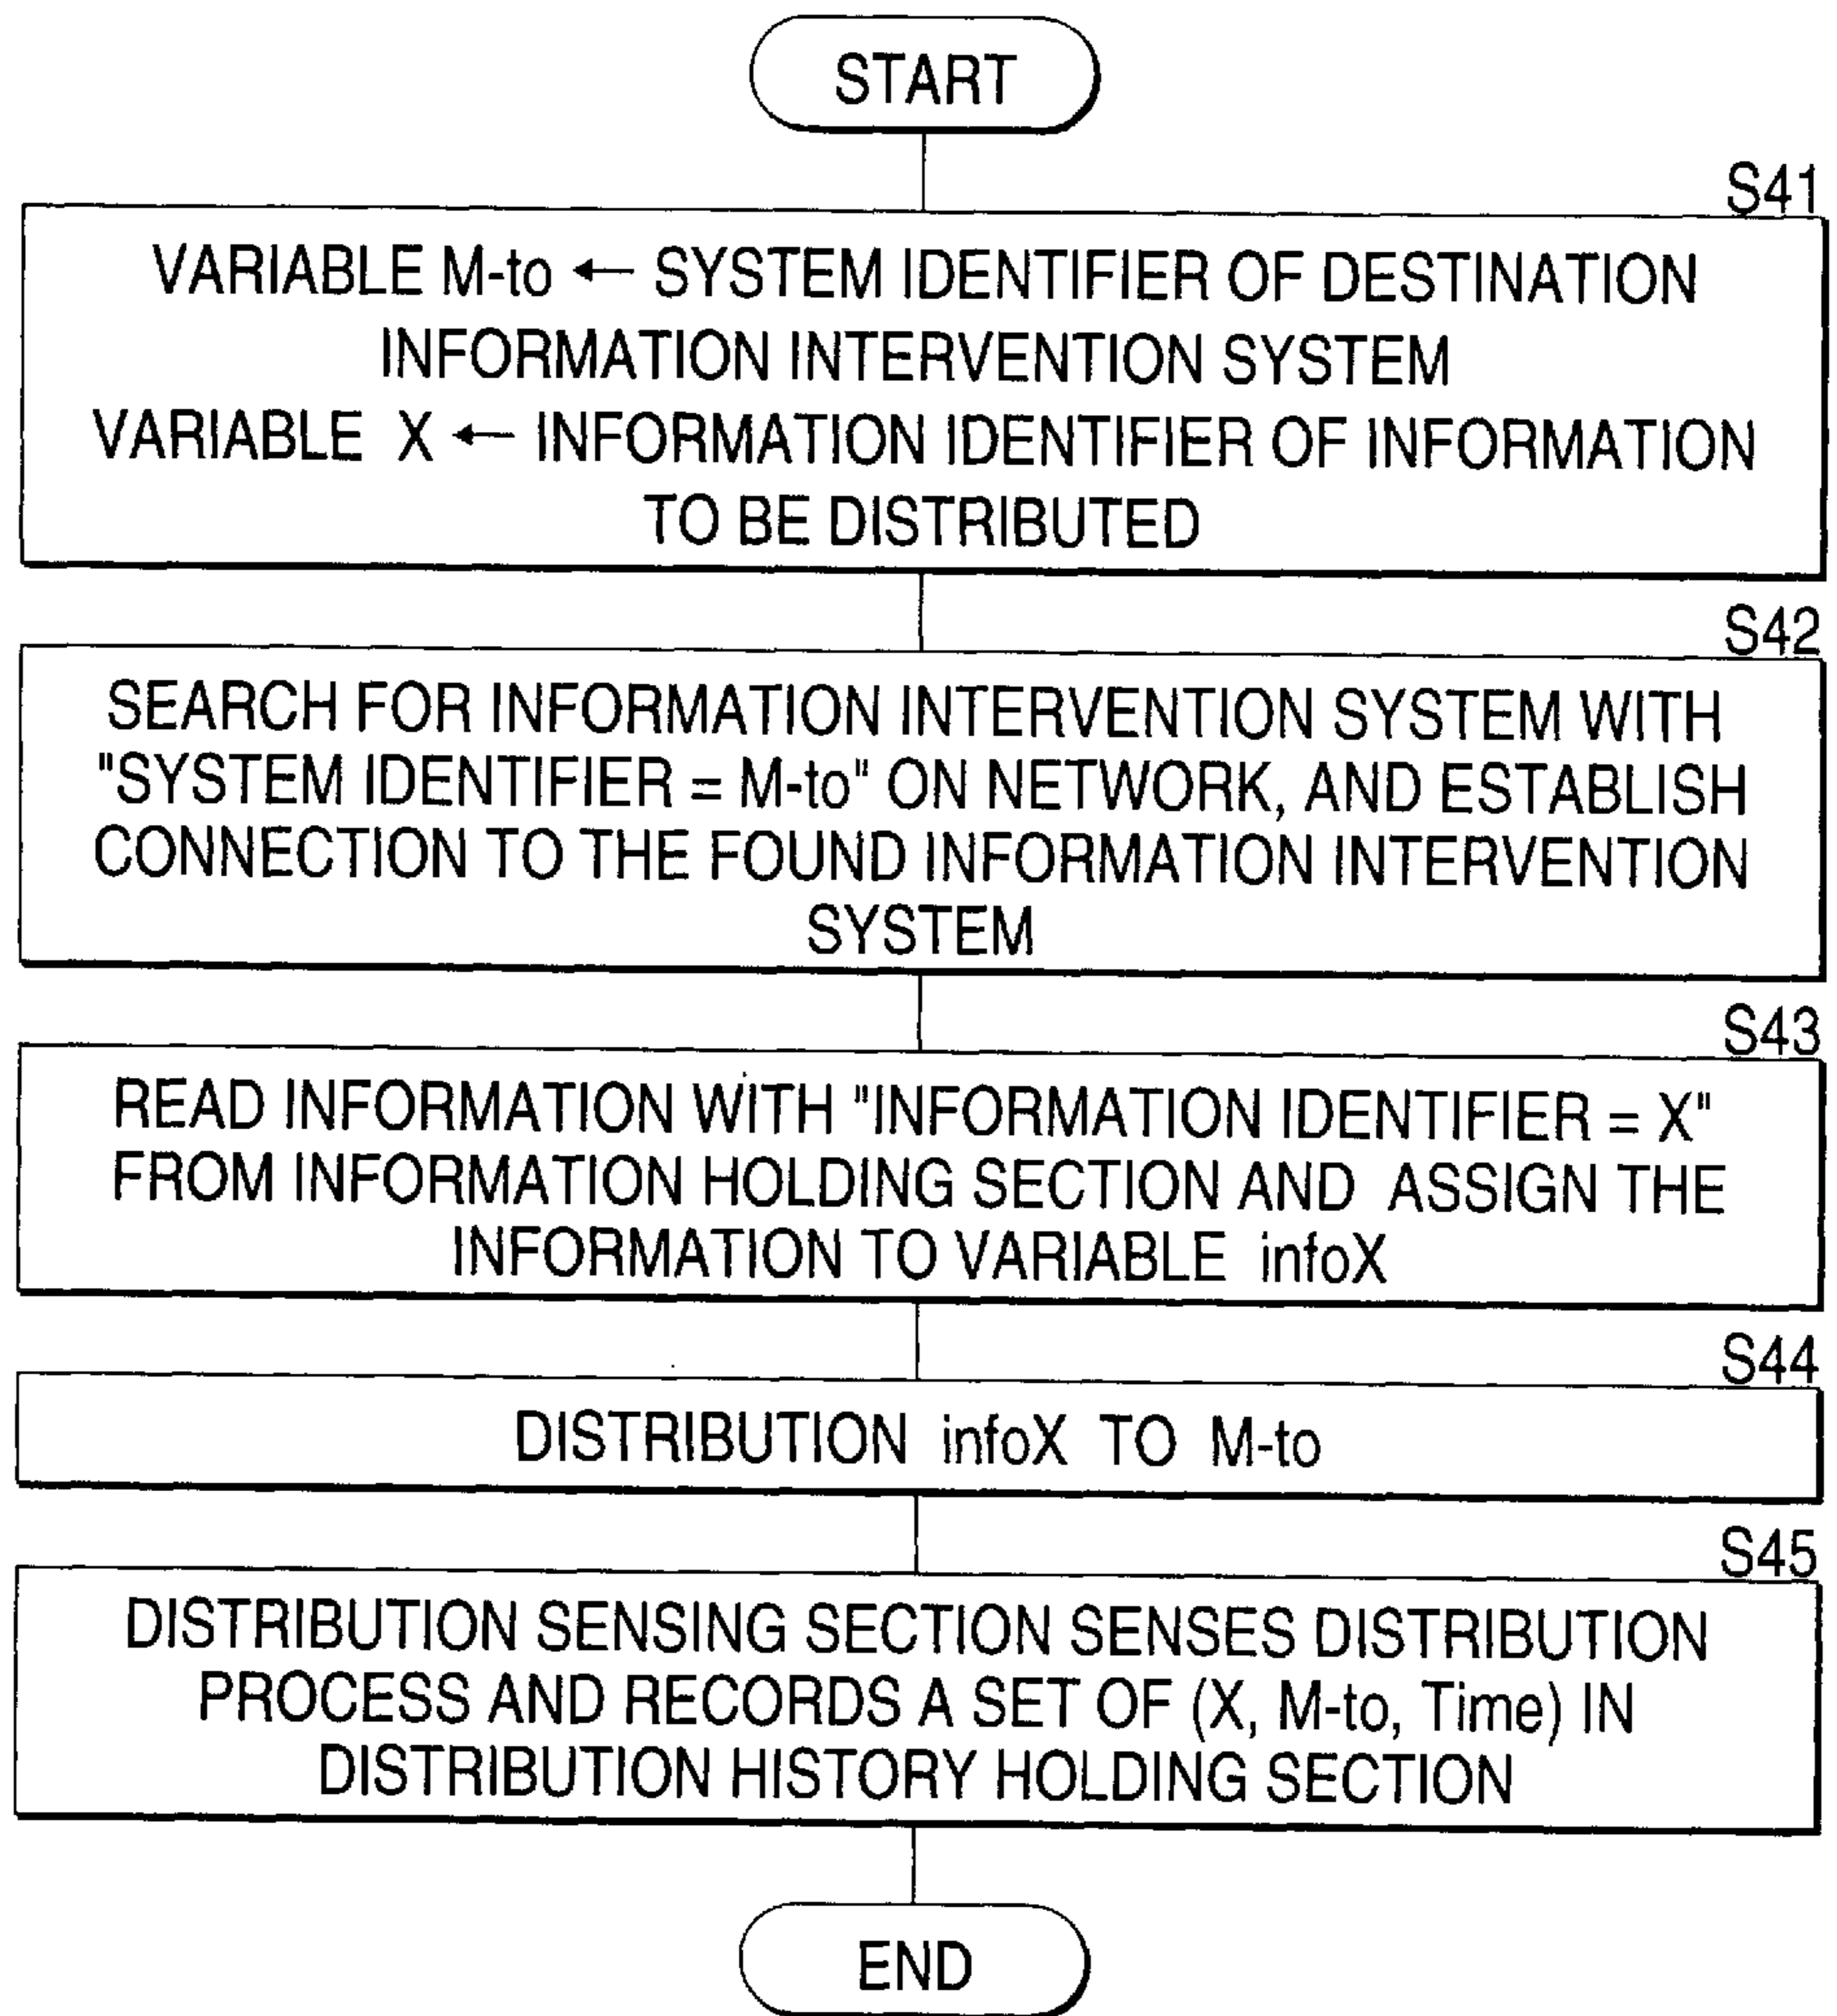 START
S41
VARIABLE M-to ← SYSTEM IDENTIFIER OF DESTINATION
INFORMATION INTERVENTION SYSTEM
VARIABLE X ← INFORMATION IDENTIFIER OF INFORMATION
TO BE DISTRIBUTED
S42
SEARCH FOR INFORMATION INTERVENTION SYSTEM WITH
"SYSTEM IDENTIFIER = M-to" ON NETWORK, AND ESTABLISH
CONNECTION TO THE FOUND INFORMATION INTERVENTION
SYSTEM
S43
READ INFORMATION WITH "INFORMATION IDENTIFIER = X"
FROM INFORMATION HOLDING SECTION AND ASSIGN THE
INFORMATION TO VARIABLE infoX
S44
DISTRIBUTION infoX TO M-to
S45
DISTRIBUTION SENSING SECTION SENSES DISTRIBUTION
PROCESS AND RECORDS A SET OF (X, M-to, Time) IN
DISTRIBUTION HISTORY HOLDING SECTION
END